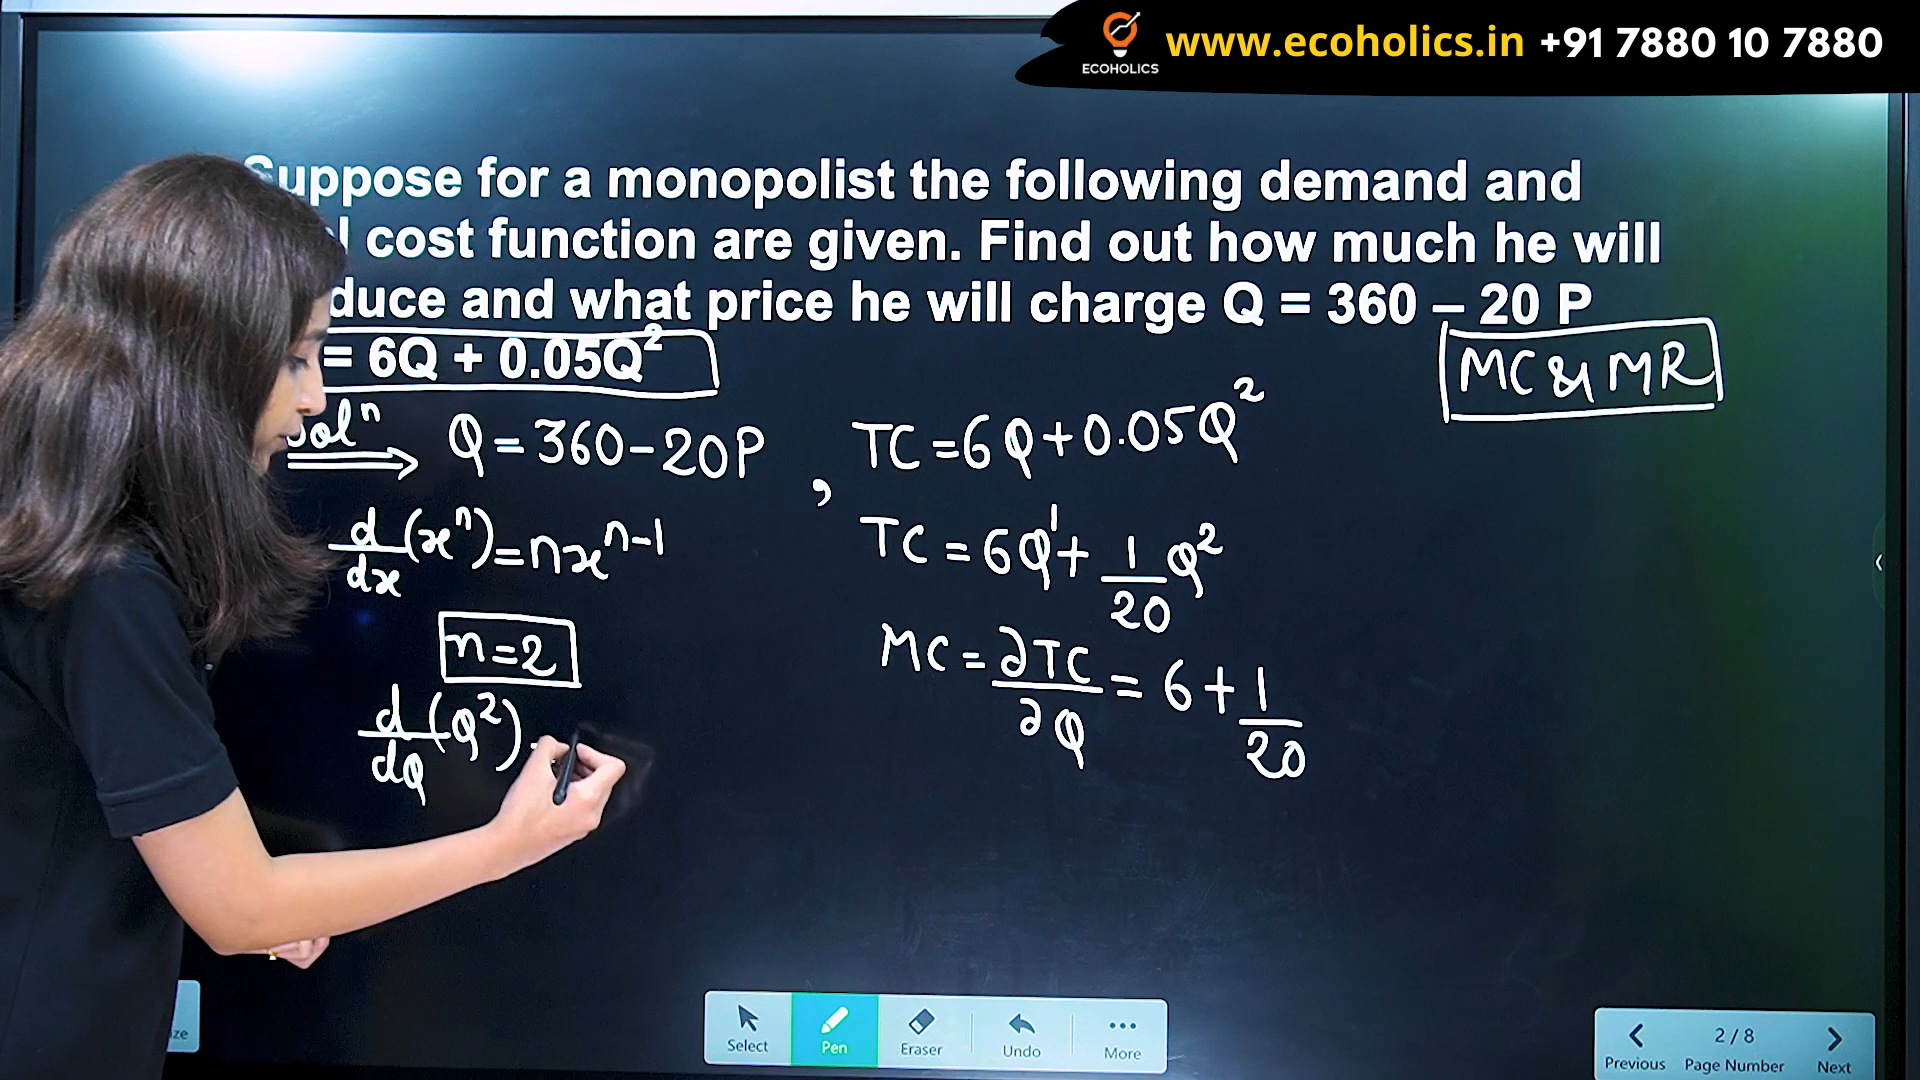 ECOHOLICS
www.ecoholics.in +91 7880 10 7880
Suppose for a monopolist the following demand and
cost function are given. Find out how much he will
duce and what price he will charge Q = 360 – 20 P
= 6Q + 0.05Q²
MC & MR
Solⁿ
Q = 360 - 20P , TC = 6Q + 0.05Q²
d/dx (xⁿ) = nxⁿ⁻¹
TC = 6Q¹ + 1/20 Q²
n = 2
MC = ∂TC/∂Q = 6 + 1/20
d/dQ (Q²)
Select
Pen
Eraser
Undo
More
Previous
2 / 8
Page Number
Next